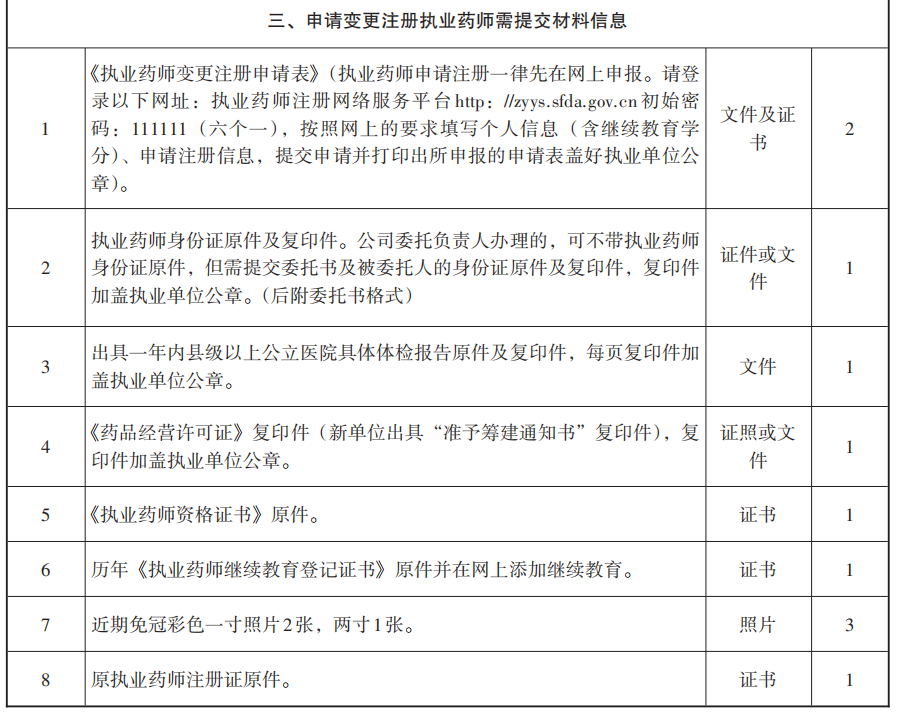 三、申请变更注册执业药师需提交材料信息
1
《执业药师变更注册申请表》（执业药师申请注册一律先在网上申报。请登
录以下网址：执业药师注册网络服务平台http：//zyys.sfda.gov.cn初始密
码：111111（六个一），按照网上的要求填写个人信息（含继续教育学
分）、申请注册信息，提交申请并打印出所申报的申请表盖好执业单位公
章）。
文件及证
书
2
2
执业药师身份证原件及复印件。公司委托负责人办理的，可不带执业药师
身份证原件，但需提交委托书及被委托人的身份证原件及复印件，复印件
加盖执业单位公章。（后附委托书格式）
证件或文
件
1
3
出具一年内县级以上公立医院具体体检报告原件及复印件，每页复印件加
盖执业单位公章。
文件
1
4
《药品经营许可证》复印件（新单位出具“准予筹建通知书”复印件），复
印件加盖执业单位公章。
证照或文
件
1
5
《执业药师资格证书》原件。
证书
1
6
历年《执业药师继续教育登记证书》原件并在网上添加继续教育。
证书
1
7
近期免冠彩色一寸照片2张，两寸1张。
照片
3
8
原执业药师注册证原件。
证书
1